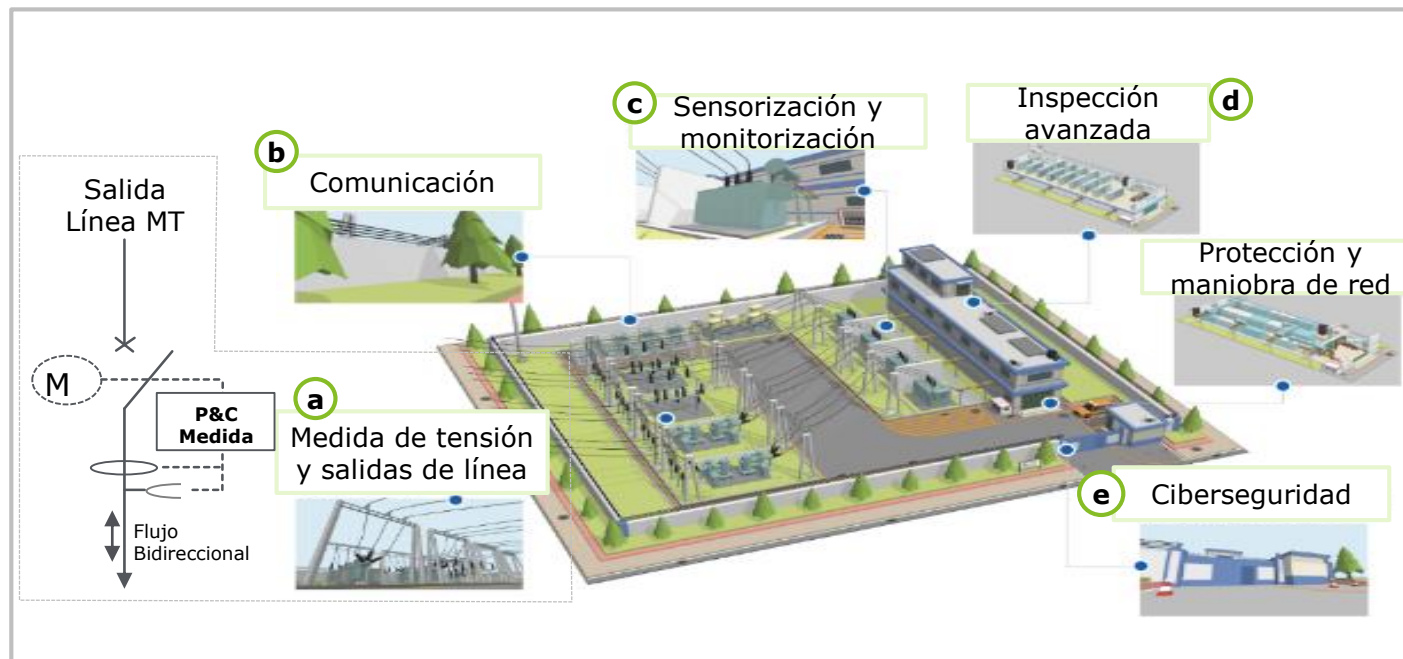 Salida
Línea MT
M
P&C
Medida
Flujo
Bidireccional
a
Medida de tensión
y salidas de línea
b
Comunicación
c
Sensorización y
monitorización
Inspección
avanzada
d
Protección y
maniobra de red
e
Ciberseguridad